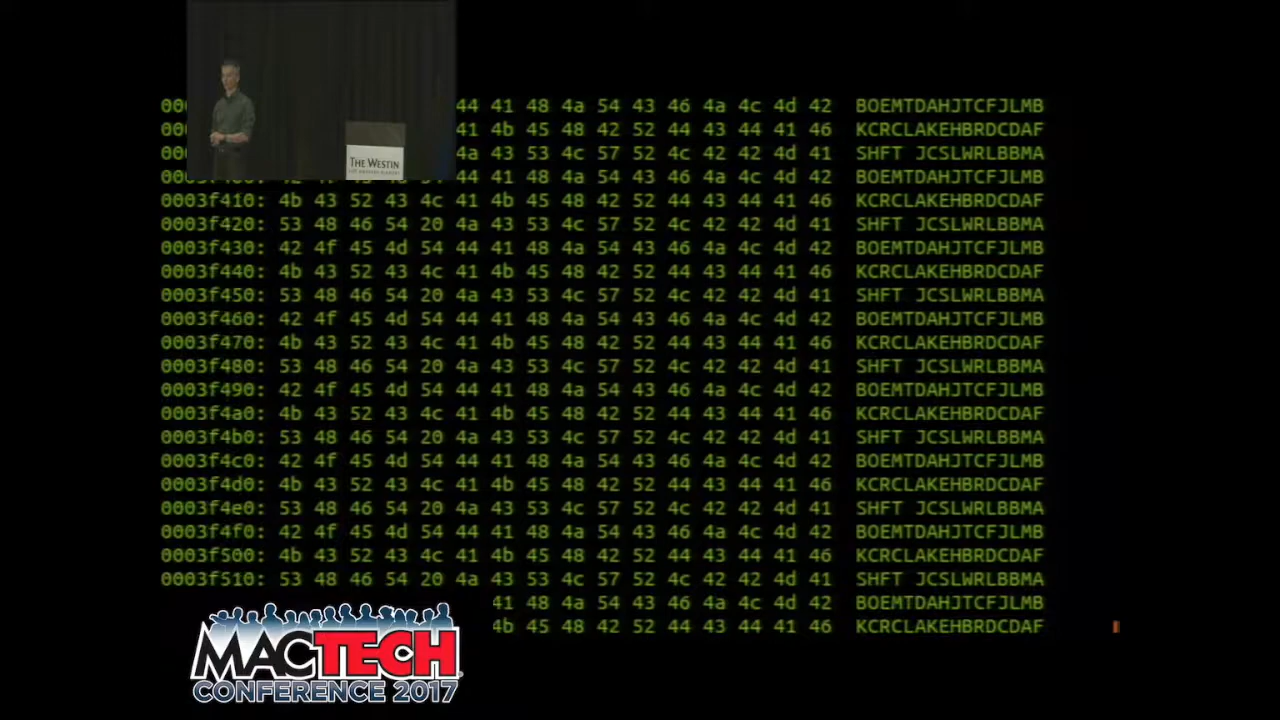 000 44 41 48 4a 54 43 46 4a 4c 4d 42 BOEMTDAHJTCFJLMB
000 41 4b 45 48 42 52 44 43 44 41 46 KCRCLAKEHBRDCDAF
000 4a 43 53 4c 57 52 4c 42 42 4d 41 SHFT JCSLWRLBBMA
44 41 48 4a 54 43 46 4a 4c 4d 42 BOEMTDAHJTCFJLMB
THE WESTIN
0003f410: 4b 43 52 43 4c 41 4b 45 48 42 52 44 43 44 41 46 KCRCLAKEHBRDCDAF
0003f420: 53 48 46 54 20 4a 43 53 4c 57 52 4c 42 42 4d 41 SHFT JCSLWRLBBMA
0003f430: 42 4f 45 4d 54 44 41 48 4a 54 43 46 4a 4c 4d 42 BOEMTDAHJTCFJLMB
0003f440: 4b 43 52 43 4c 41 4b 45 48 42 52 44 43 44 41 46 KCRCLAKEHBRDCDAF
0003f450: 53 48 46 54 20 4a 43 53 4c 57 52 4c 42 42 4d 41 SHFT JCSLWRLBBMA
0003f460: 42 4f 45 4d 54 44 41 48 4a 54 43 46 4a 4c 4d 42 BOEMTDAHJTCFJLMB
0003f470: 4b 43 52 43 4c 41 4b 45 48 42 52 44 43 44 41 46 KCRCLAKEHBRDCDAF
0003f480: 53 48 46 54 20 4a 43 53 4c 57 52 4c 42 42 4d 41 SHFT JCSLWRLBBMA
0003f490: 42 4f 45 4d 54 44 41 48 4a 54 43 46 4a 4c 4d 42 BOEMTDAHJTCFJLMB
0003f4a0: 4b 43 52 43 4c 41 4b 45 48 42 52 44 43 44 41 46 KCRCLAKEHBRDCDAF
0003f4b0: 53 48 46 54 20 4a 43 53 4c 57 52 4c 42 42 4d 41 SHFT JCSLWRLBBMA
0003f4c0: 42 4f 45 4d 54 44 41 48 4a 54 43 46 4a 4c 4d 42 BOEMTDAHJTCFJLMB
0003f4d0: 4b 43 52 43 4c 41 4b 45 48 42 52 44 43 44 41 46 KCRCLAKEHBRDCDAF
0003f4e0: 53 48 46 54 20 4a 43 53 4c 57 52 4c 42 42 4d 41 SHFT JCSLWRLBBMA
0003f4f0: 42 4f 45 4d 54 44 41 48 4a 54 43 46 4a 4c 4d 42 BOEMTDAHJTCFJLMB
0003f500: 4b 43 52 43 4c 41 4b 45 48 42 52 44 43 44 41 46 KCRCLAKEHBRDCDAF
0003f510: 53 48 46 54 20 4a 43 53 4c 57 52 4c 42 42 4d 41 SHFT JCSLWRLBBMA
41 48 4a 54 43 46 4a 4c 4d 42 BOEMTDAHJTCFJLMB
4b 45 48 42 52 44 43 44 41 46 KCRCLAKEHBRDCDAF
MACTECH
CONFERENCE 2017